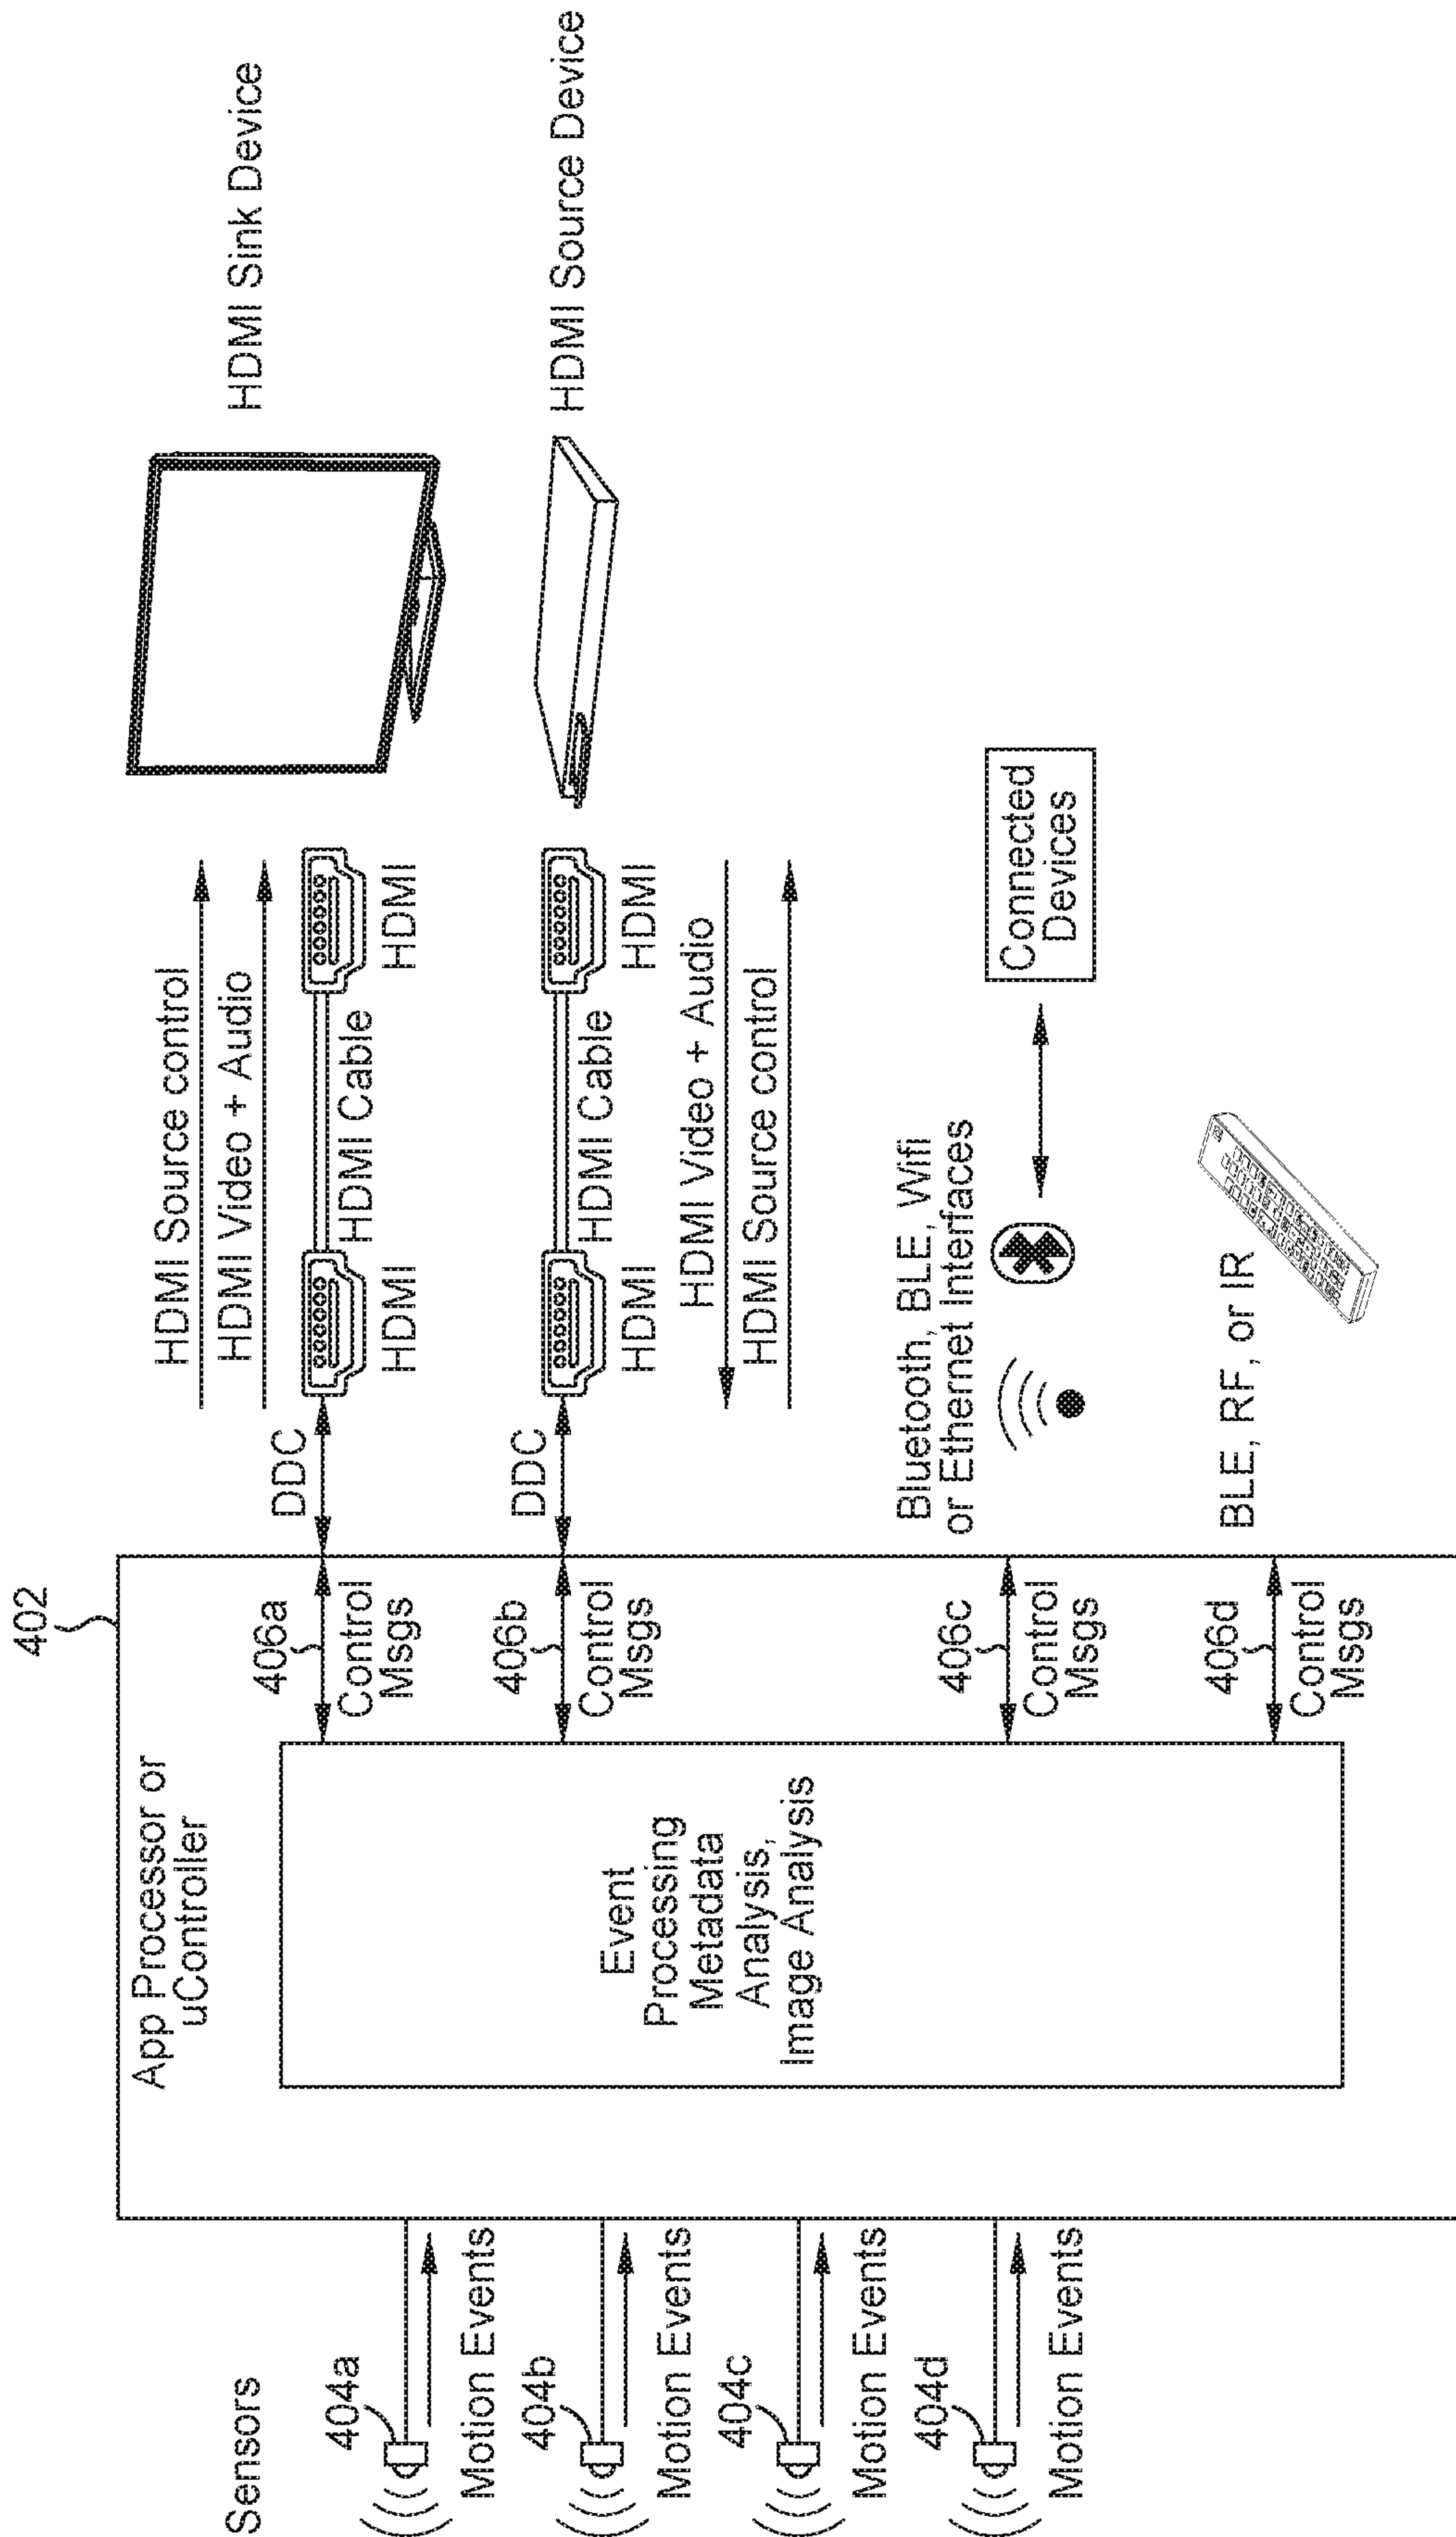 Sensors
404a
Motion Events
404b
Motion Events
404c
Motion Events
404d
Motion Events
402
App Processor or
uController
Event
Processing
Metadata
Analysis,
Image Analysis
406a
Control
Msgs
406b
Control
Msgs
406c
Control
Msgs
406d
Control
Msgs
DDC
HDMI Source control
HDMI Video + Audio
HDMI
HDMI Cable
HDMI
HDMI Sink Device
DDC
HDMI
HDMI Cable
HDMI
HDMI Video + Audio
HDMI Source control
HDMI Source Device
Bluetooth, BLE, Wifi
or Ethernet Interfaces
Connected
Devices
BLE, RF, or IR